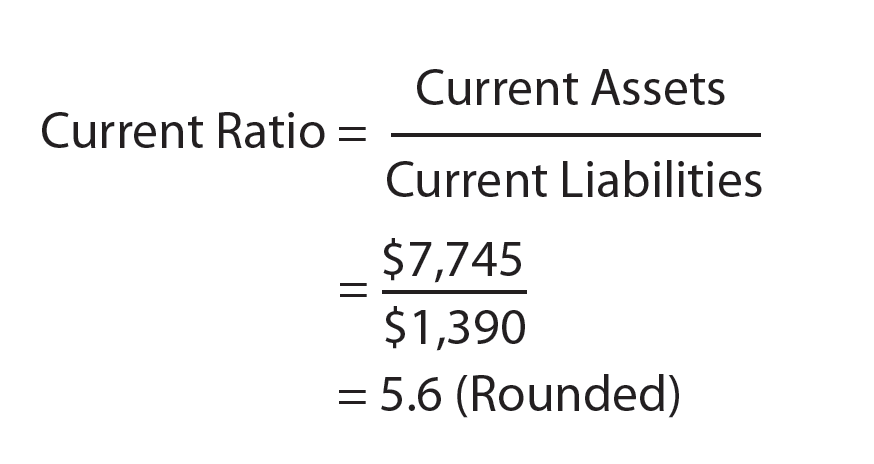 Current Assets
Current Ratio =
Current Liabilities
= $7,745
$1,390
= 5.6 (Rounded)